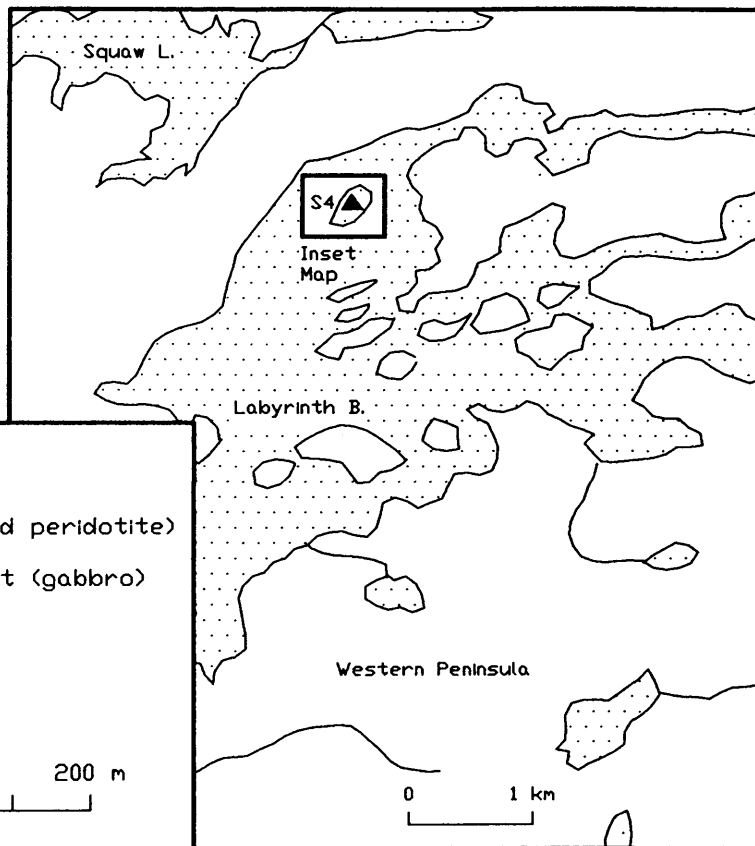 Squaw L.
S4
Inset
Map
Labyrinth B.
d peridotite)
t (gabbro)
Western Peninsula
200 m
0 1 km